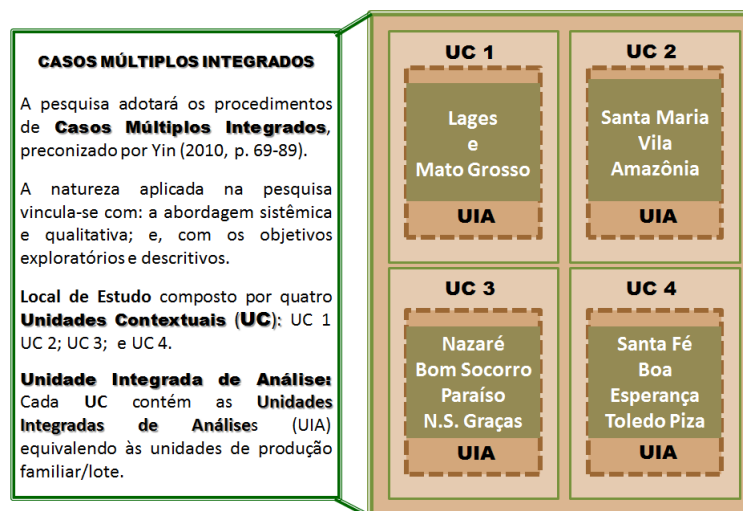 CASOS MÚLTIPLOS INTEGRADOS
A pesquisa adotará os procedimentos
de Casos Múltiplos Integrados,
preconizado por Yin (2010, p. 69-89).
A natureza aplicada na pesquisa
vincula-se com: a abordagem sistêmica
e qualitativa; e, com os objetivos
exploratórios e descritivos.
Local de Estudo composto por quatro
Unidades Contextuais (UC): UC 1
UC 2; UC 3; e UC 4.
Unidade Integrada de Análise:
Cada UC contém as Unidades
Integradas de Análises (UIA)
equivalendo às unidades de produção
familiar/lote.
UC 1
Lages
e
Mato Grosso
UIA
UC 2
Santa Maria
Vila
Amazônia
UIA
UC 3
Nazaré
Bom Socorro
Paraíso
N.S. Graças
UIA
UC 4
Santa Fé
Boa
Esperança
Toledo Piza
UIA